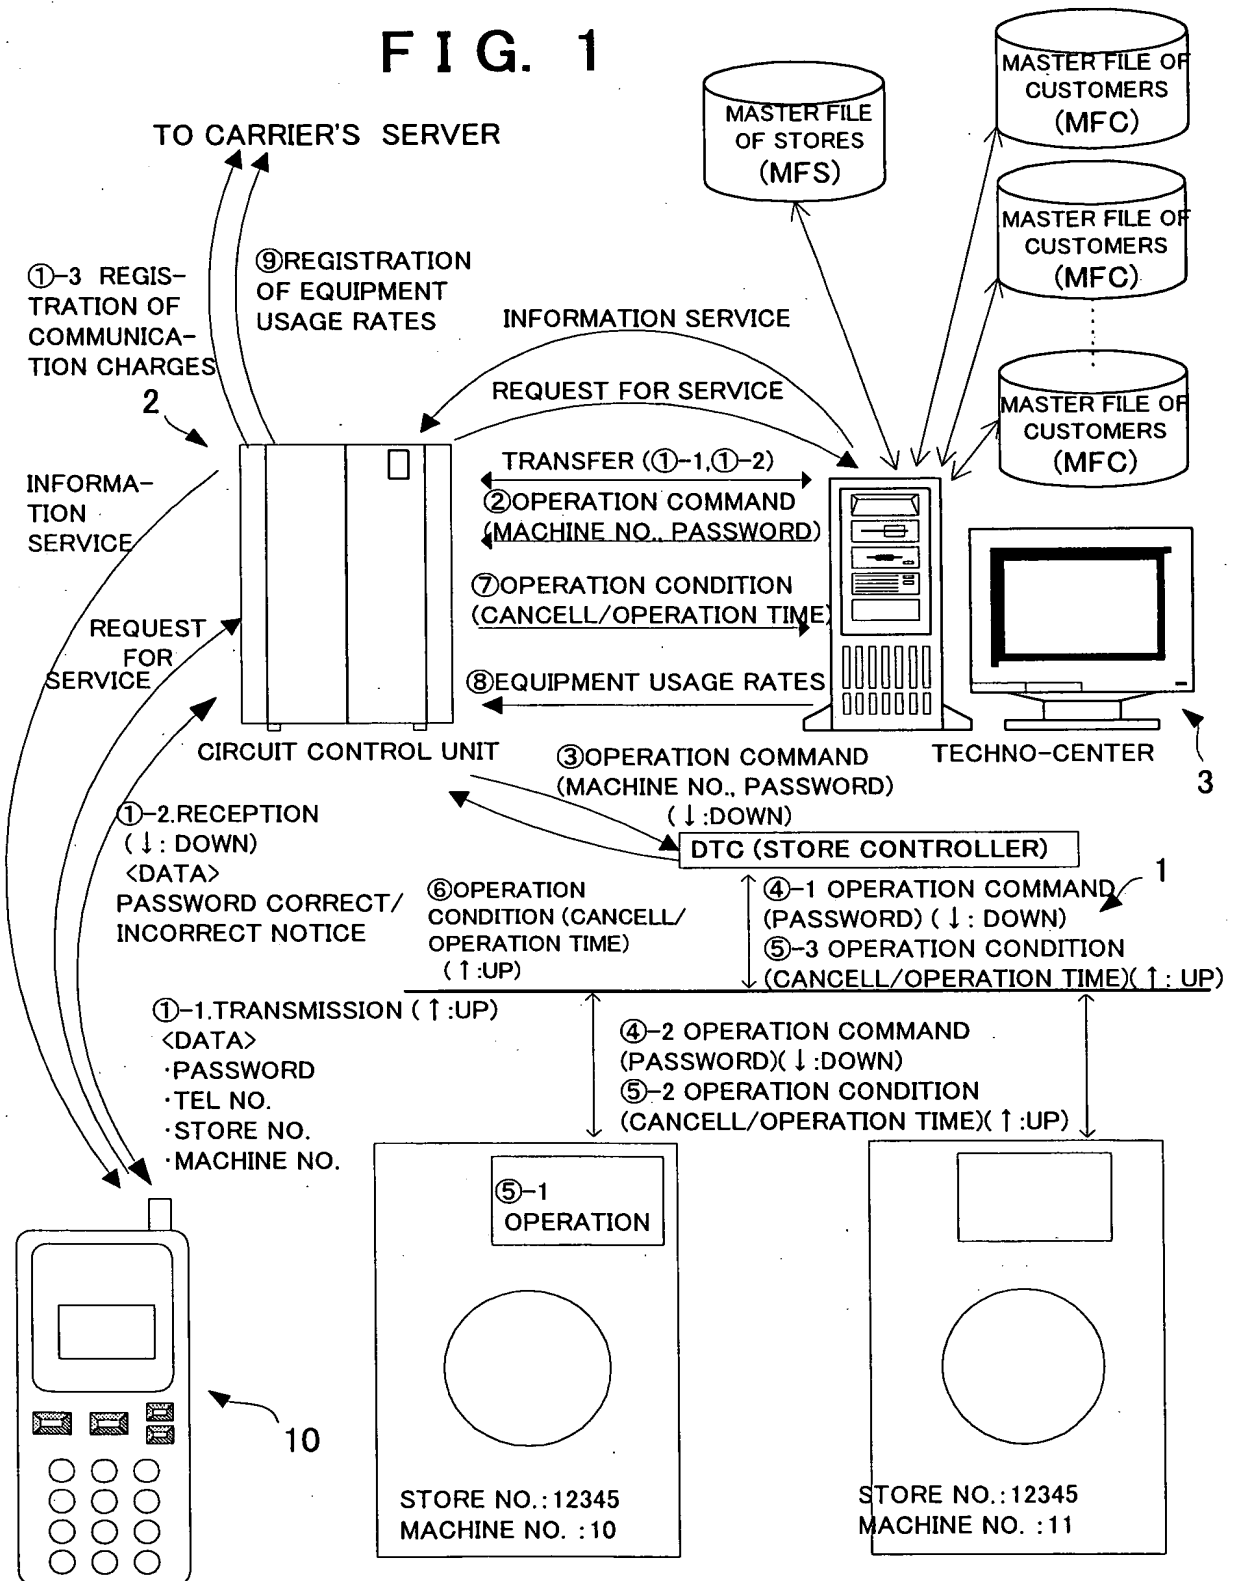 FIG. 1
MASTER FILE OF
CUSTOMERS
(MFC)
MASTER FILE
OF STORES
(MFS)
TO CARRIER'S SERVER
MASTER FILE OF
CUSTOMERS
(MFC)
①-3 REGIS-
TRATION OF
COMMUNICA-
TION CHARGES
⑨REGISTRATION
OF EQUIPMENT
USAGE RATES
INFORMATION SERVICE
REQUEST FOR SERVICE
MASTER FILE OF
CUSTOMERS
(MFC)
2
INFORMA-
TION
SERVICE
TRANSFER (①-1,①-2)
②OPERATION COMMAND
(MACHINE NO., PASSWORD)
⑦OPERATION CONDITION
(CANCELL/OPERATION TIME)
REQUEST
FOR
SERVICE
⑧EQUIPMENT USAGE RATES
CIRCUIT CONTROL UNIT
TECHNO-CENTER
3
③OPERATION COMMAND
(MACHINE NO., PASSWORD)
(↓:DOWN)
①-2.RECEPTION
(↓: DOWN)
<DATA>
PASSWORD CORRECT/
INCORRECT NOTICE
DTC (STORE CONTROLLER)
1
⑥OPERATION
CONDITION (CANCELL/
OPERATION TIME)
(↑:UP)
④-1 OPERATION COMMAND
(PASSWORD) (↓: DOWN)
⑤-3 OPERATION CONDITION
(CANCELL/OPERATION TIME)(↑: UP)
①-1.TRANSMISSION (↑:UP)
<DATA>
·PASSWORD
·TEL NO.
·STORE NO.
·MACHINE NO.
④-2 OPERATION COMMAND
(PASSWORD)(↓:DOWN)
⑤-2 OPERATION CONDITION
(CANCELL/OPERATION TIME)(↑:UP)
⑤-1
OPERATION
10
STORE NO.:12345
MACHINE NO. :10
STORE NO.:12345
MACHINE NO. :11